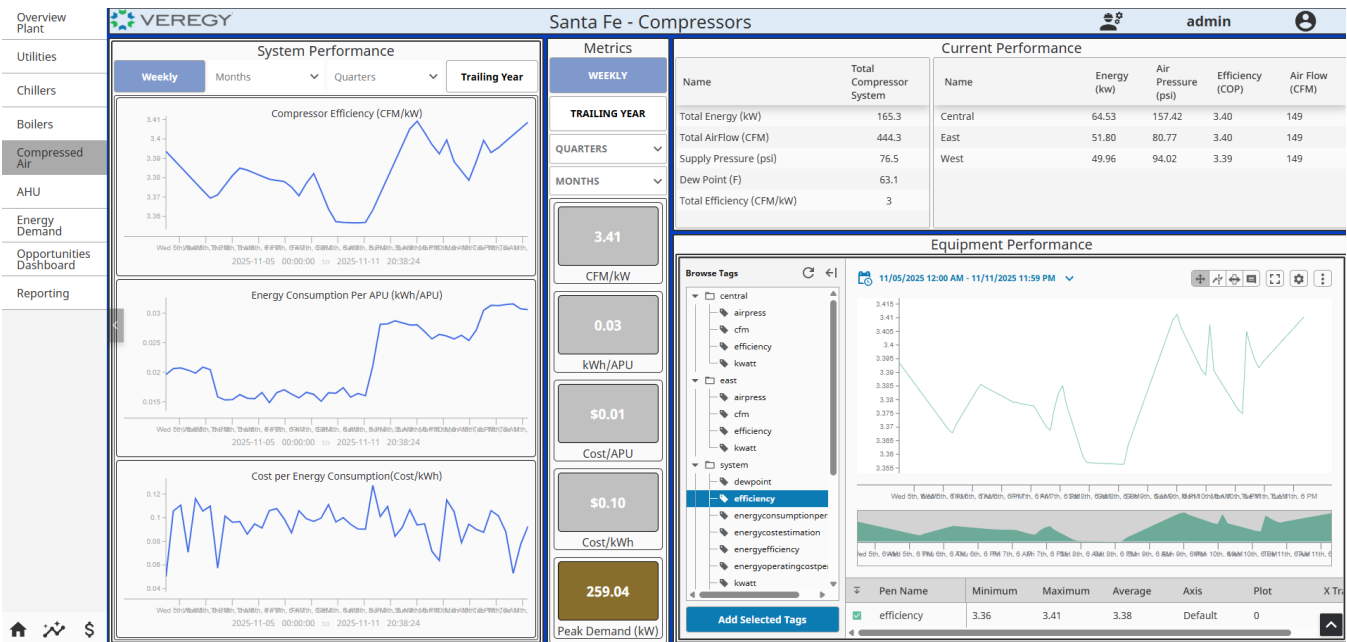 Overview
Plant
Utilities
Chillers
Boilers
Compressed
Air
AHU
Energy
Demand
Opportunities
Dashboard
Reporting
VEREGY
Santa Fe - Compressors
admin
System Performance
Weekly
Months
Quarters
Trailing Year
Compressor Efficiency (CFM/kW)
3.41
3.4
3.39
3.38
3.37
3.36
2025-11-05 00:00:00 to 2025-11-11 20:38:24
Energy Consumption Per APU (kWh/APU)
0.03
0.025
0.02
0.015
2025-11-05 00:00:00 to 2025-11-11 20:38:24
Cost per Energy Consumption(Cost/kWh)
0.12
0.1
0.08
0.06
0.04
2025-11-05 00:00:00 to 2025-11-11 20:38:24
Metrics
WEEKLY
TRAILING YEAR
QUARTERS
MONTHS
3.41
CFM/kW
0.03
kWh/APU
$0.01
Cost/APU
$0.10
Cost/kWh
259.04
Peak Demand (kW)
Current Performance
Name Total Compressor System
Total Energy (kW) 165.3
Total AirFlow (CFM) 444.3
Supply Pressure (psi) 76.5
Dew Point (F) 63.1
Total Efficiency (CFM/kW) 3
Name Energy (kw) Air Pressure (psi) Efficiency (COP) Air Flow (CFM)
Central 64.53 157.42 3.40 149
East 51.80 80.77 3.40 149
West 49.96 94.02 3.39 149
Equipment Performance
Browse Tags
central
airpress
cfm
efficiency
kwatt
east
airpress
cfm
efficiency
kwatt
system
dewpoint
efficiency
energyconsumptionper
energycostestimation
energyefficiency
energyoperatingcostpe
kwatt
Add Selected Tags
11/05/2025 12:00 AM - 11/11/2025 11:59 PM
3.415
3.41
3.405
3.4
3.395
3.39
3.385
3.38
3.375
3.37
3.365
3.36
3.355
Pen Name Minimum Maximum Average Axis Plot X Tr
efficiency 3.36 3.41 3.38 Default 0